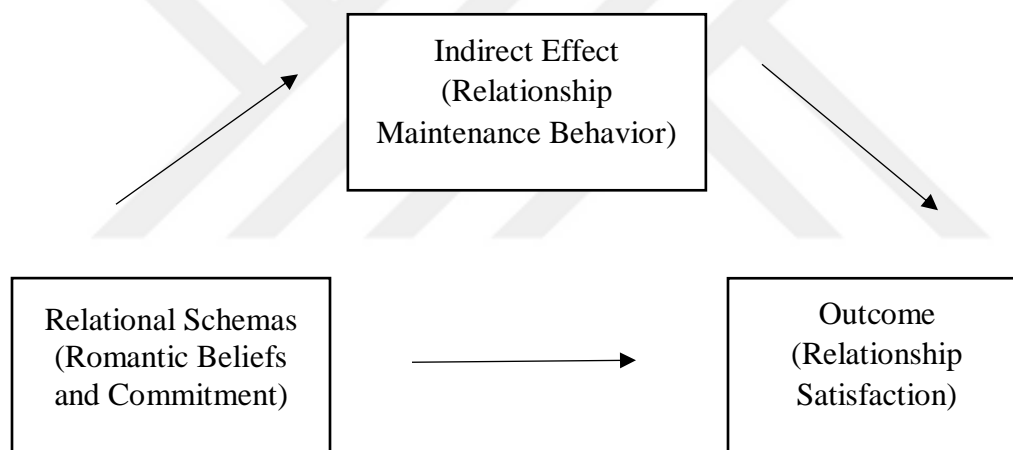 Indirect Effect
(Relationship
Maintenance Behavior)
Relational Schemas
(Romantic Beliefs
and Commitment)
Outcome
(Relationship
Satisfaction)